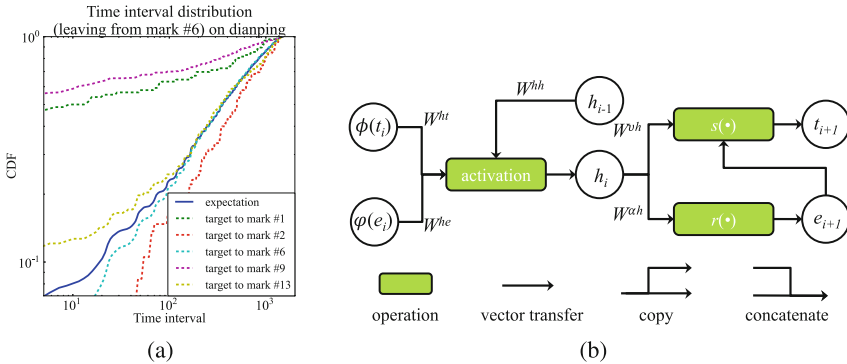 Time interval distribution
(leaving from mark #6) on dianping
10^0
10^-1
CDF
10^1
10^2
10^3
Time interval
expectation
target to mark #1
target to mark #2
target to mark #6
target to mark #9
target to mark #13
(a)
ϕ(t_i)
W^ht
W^hh
h_{i-1}
activation
φ(e_i)
W^he
h_i
W^υh
s(•)
t_{i+1}
W^αh
r(•)
e_{i+1}
operation
vector transfer
copy
concatenate
(b)